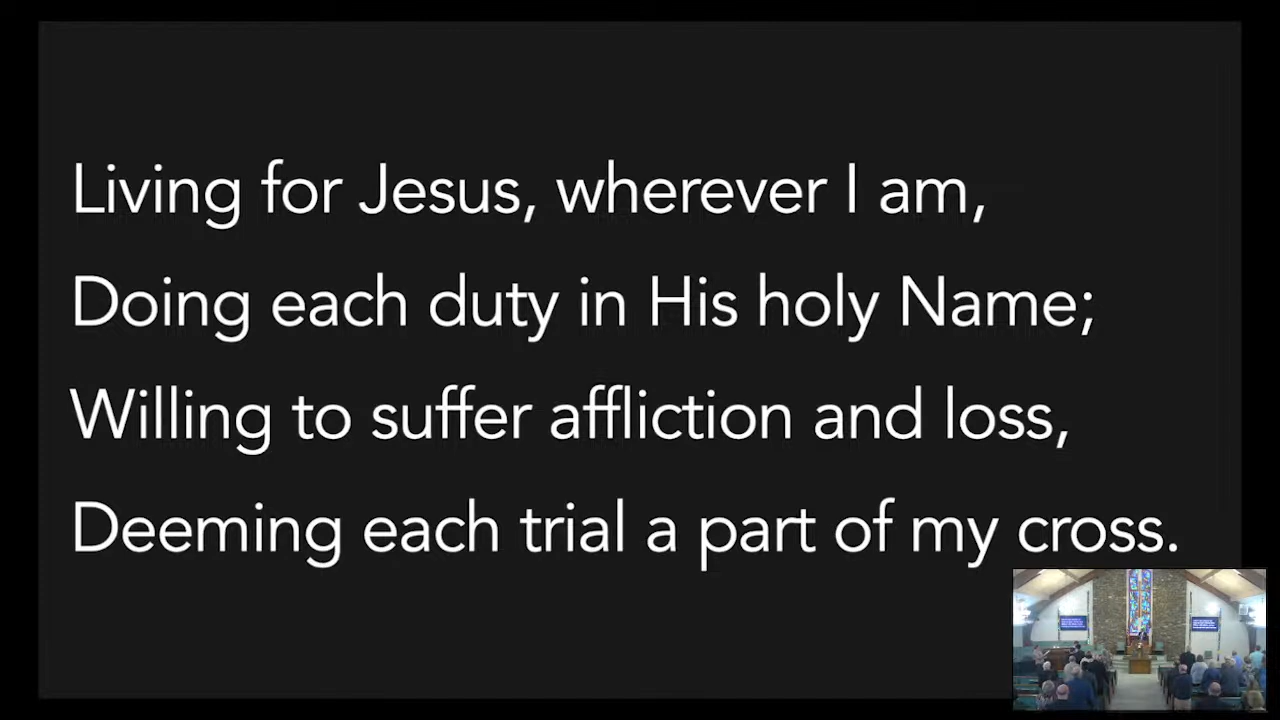 Living for Jesus, wherever I am,
Doing each duty in His holy Name;
Willing to suffer affliction and loss,
Deeming each trial a part of my cross.